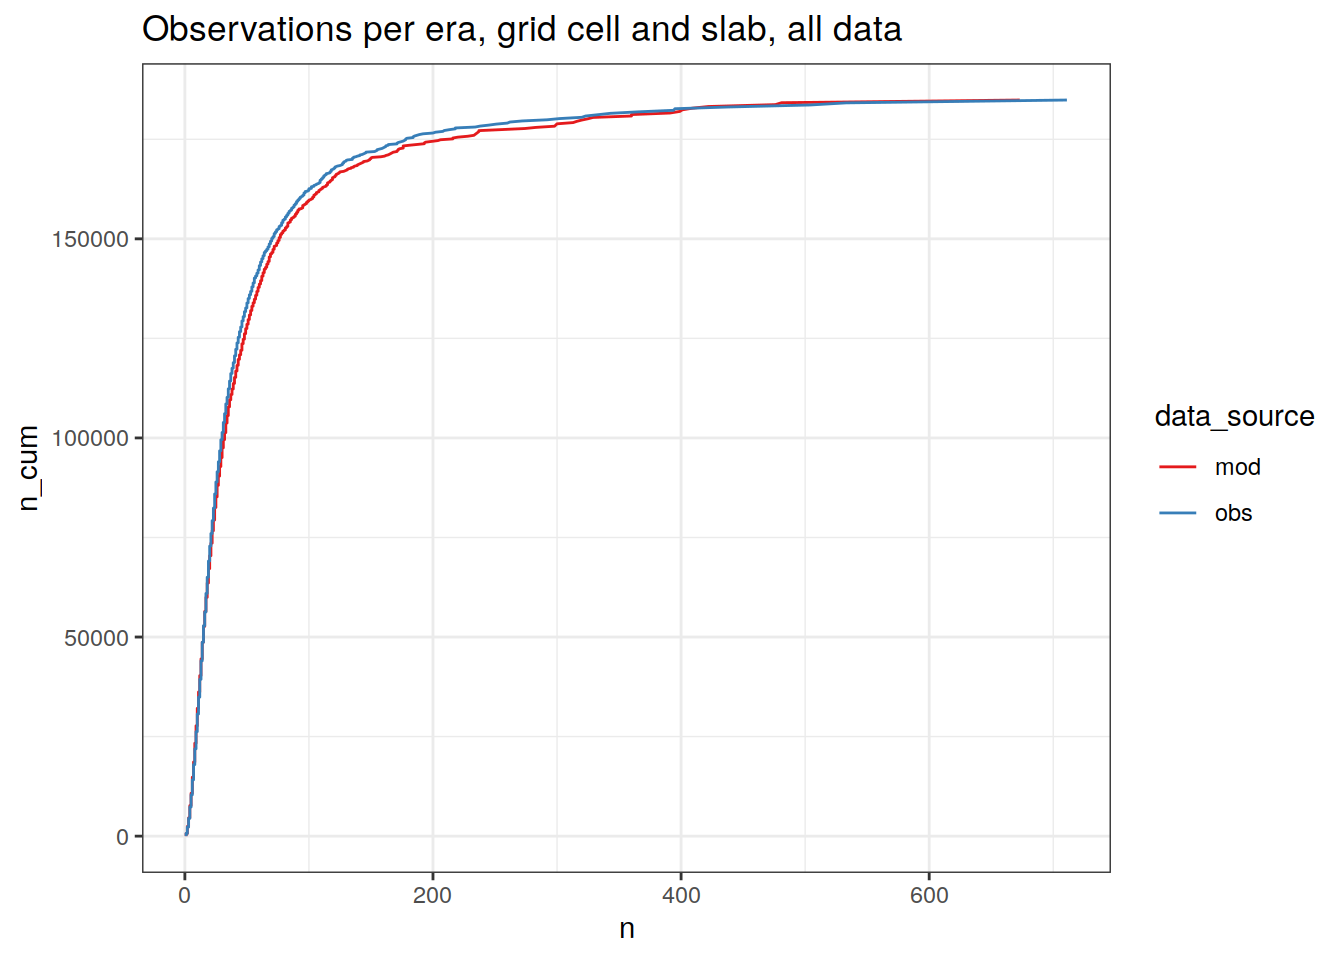 Observations per era, grid cell and slab, all data
150000
100000
50000
0
n_cum
0 200 400 600
n
data_source
mod
obs